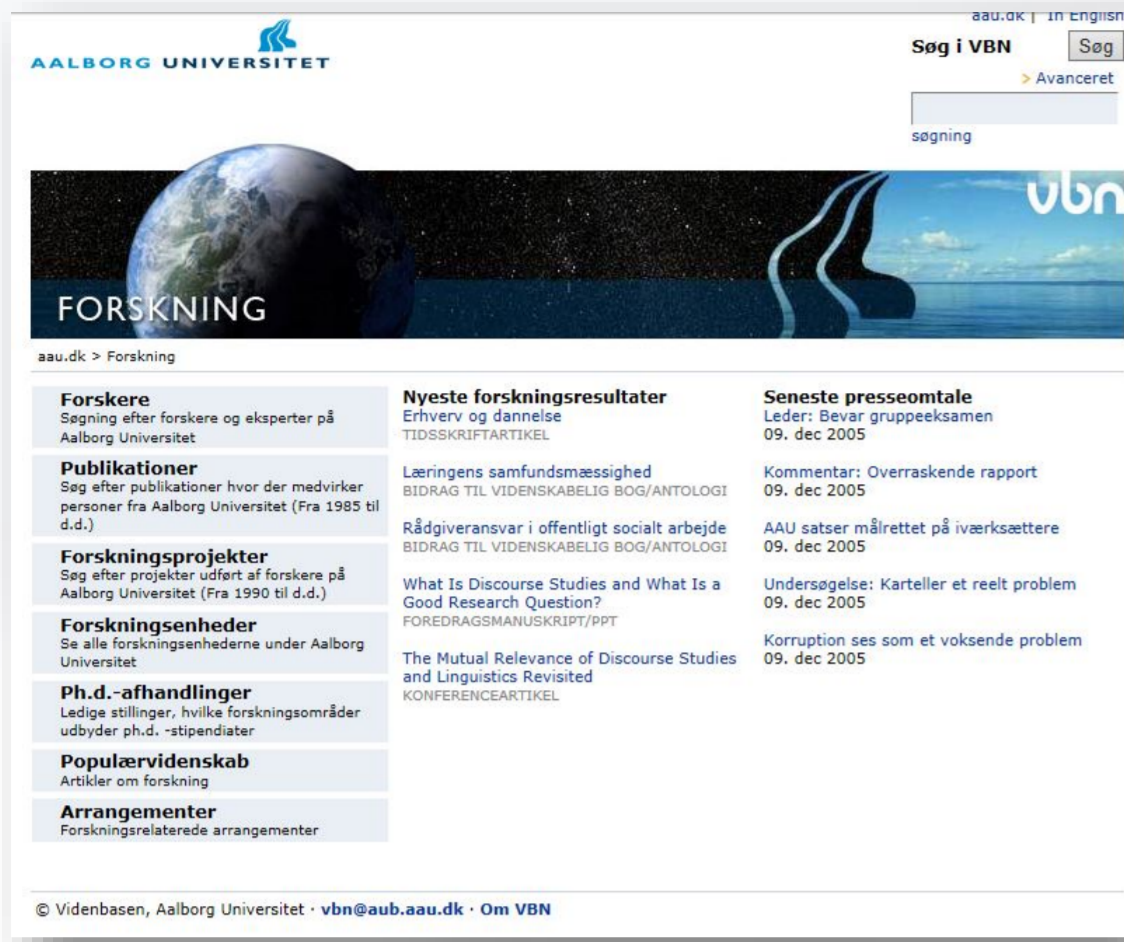 aau.dk | In English
AALBORG UNIVERSITET
Søg i VBN
Søg
> Avanceret
søgning
vbn
FORSKNING
aau.dk > Forskning
Forskere
Søgning efter forskere og eksperter på
Aalborg Universitet
Publikationer
Søg efter publikationer hvor der medvirker
personer fra Aalborg Universitet (Fra 1985 til
d.d.)
Forskningsprojekter
Søg efter projekter udført af forskere på
Aalborg Universitet (Fra 1990 til d.d.)
Forskningsenheder
Se alle forskningsenhederne under Aalborg
Universitet
Ph.d.-afhandlinger
Ledige stillinger, hvilke forskningsområder
udbyder ph.d. -stipendiater
Populærvidenskab
Artikler om forskning
Arrangementer
Forskningsrelaterede arrangementer
Nyeste forskningsresultater
Erhverv og dannelse
TIDSSKRIFTARTIKEL
Læringens samfundsmæssighed
BIDRAG TIL VIDENSKABELIG BOG/ANTOLOGI
Rådgiveransvar i offentligt socialt arbejde
BIDRAG TIL VIDENSKABELIG BOG/ANTOLOGI
What Is Discourse Studies and What Is a
Good Research Question?
FOREDRAGSMANUSKRIPT/PPT
The Mutual Relevance of Discourse Studies
and Linguistics Revisited
KONFERENCEARTIKEL
Seneste presseomtale
Leder: Bevar gruppeeksamen
09. dec 2005
Kommentar: Overraskende rapport
09. dec 2005
AAU satser målrettet på iværksættere
09. dec 2005
Undersøgelse: Karteller et reelt problem
09. dec 2005
Korruption ses som et voksende problem
09. dec 2005
© Videnbasen, Aalborg Universitet · vbn@aub.aau.dk · Om VBN